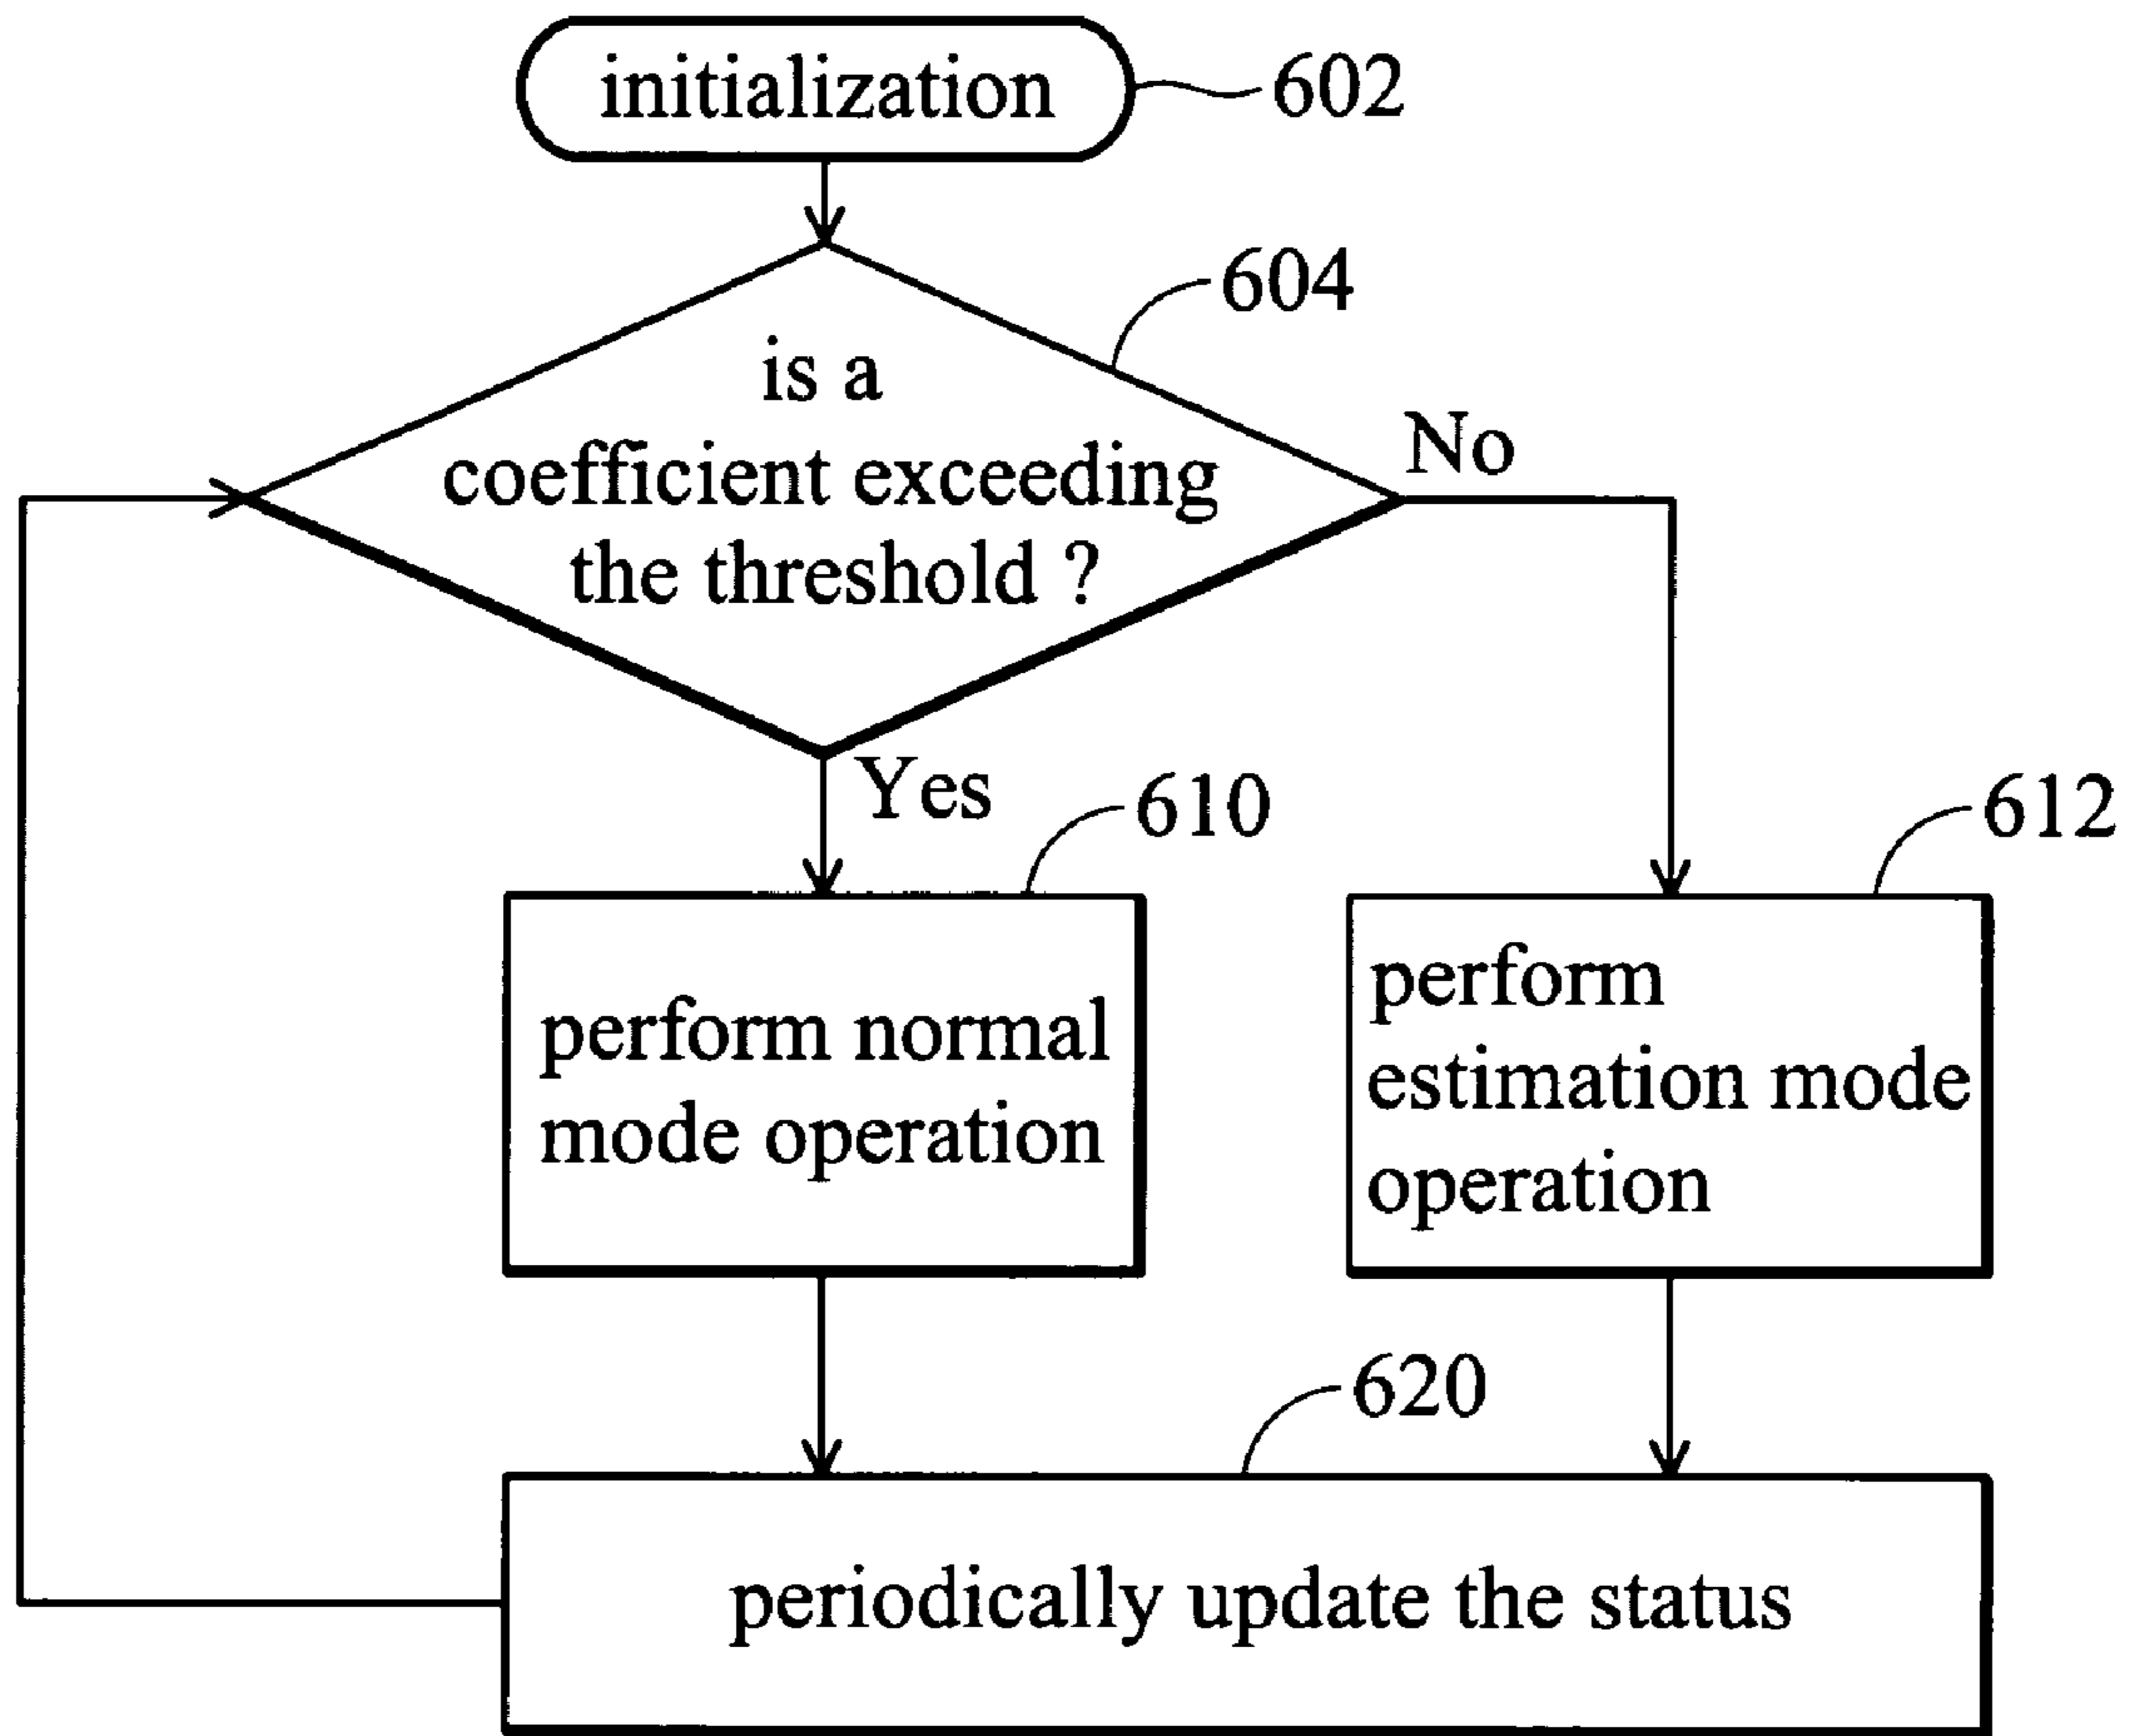 initialization
602
604
is a
coefficient exceeding
the threshold ?
No
Yes
610
612
perform normal
mode operation
perform
estimation mode
operation
620
periodically update the status